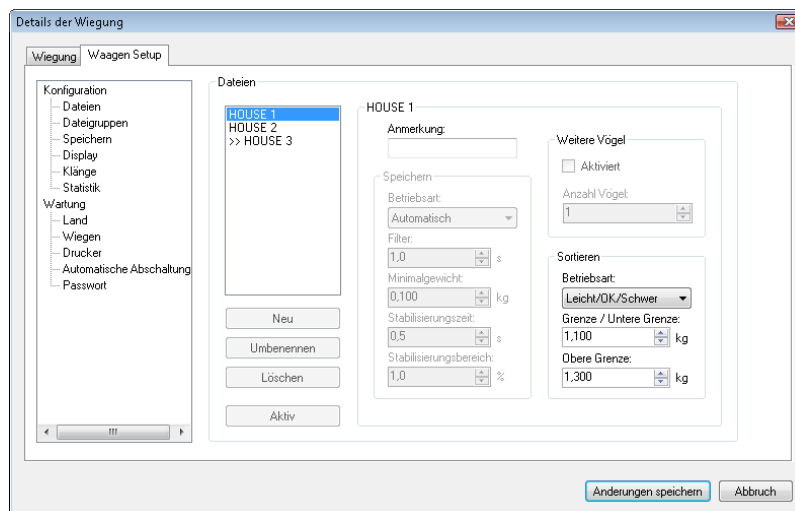 Details der Wiegung
Wiegung
Waagen Setup
Konfiguration
Dateien
Dateigruppen
Speichern
Display
Klänge
Statistik
Wartung
Land
Wiegen
Drucker
Automatische Abschaltung
Passwort
Dateien
HOUSE 1
HOUSE 2
>> HOUSE 3
Neu
Umbenennen
Löschen
Aktiv
HOUSE 1
Anmerkung:
Speichern
Betriebsart:
Automatisch
Filter:
1,0 s
Minimalgewicht:
0,100 kg
Stabilisierungszeit:
0,5 s
Stabilisierungsbereich:
1,0 %
Weitere Vögel
Aktiviert
Anzahl Vögel:
1
Sortieren
Betriebsart:
Leicht/OK/Schwer
Grenze / Untere Grenze:
1,100 kg
Obere Grenze:
1,300 kg
Änderungen speichern
Abbruch